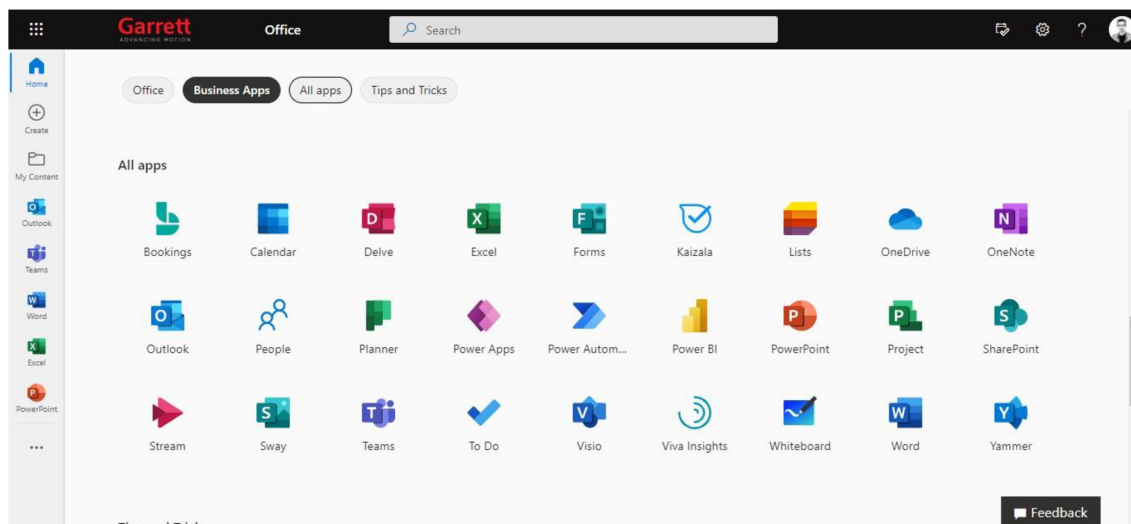 Garrett
ADVANCING MOTION
Office
Search
?
Home
Create
My Content
Outlook
Teams
Word
Excel
PowerPoint
Office
Business Apps
All apps
Tips and Tricks
All apps
Bookings
Calendar
Delve
Excel
Forms
Kaizala
Lists
OneDrive
OneNote
Outlook
People
Planner
Power Apps
Power Autom...
Power BI
PowerPoint
Project
SharePoint
Stream
Sway
Teams
To Do
Visio
Viva Insights
Whiteboard
Word
Yammer
Feedback